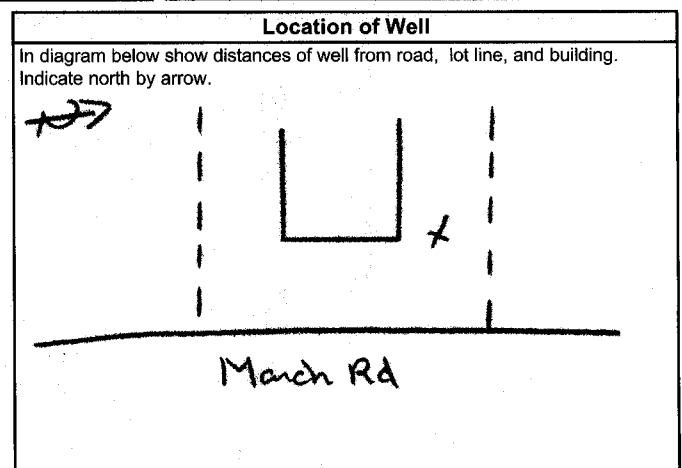 Location of Well
In diagram below show distances of well from road, lot line, and building.
Indicate north by arrow.
N
X
March Rd